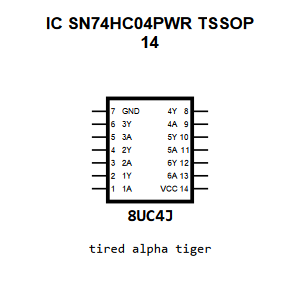 IC SN74HC04PWR TSSOP
14
7 GND 4Y 8
6 3Y 4A 9
5 3A 5Y 10
4 2Y 5A 11
3 2A 6Y 12
2 1Y 6A 13
1 1A VCC 14
8UC4J
tired alpha tiger